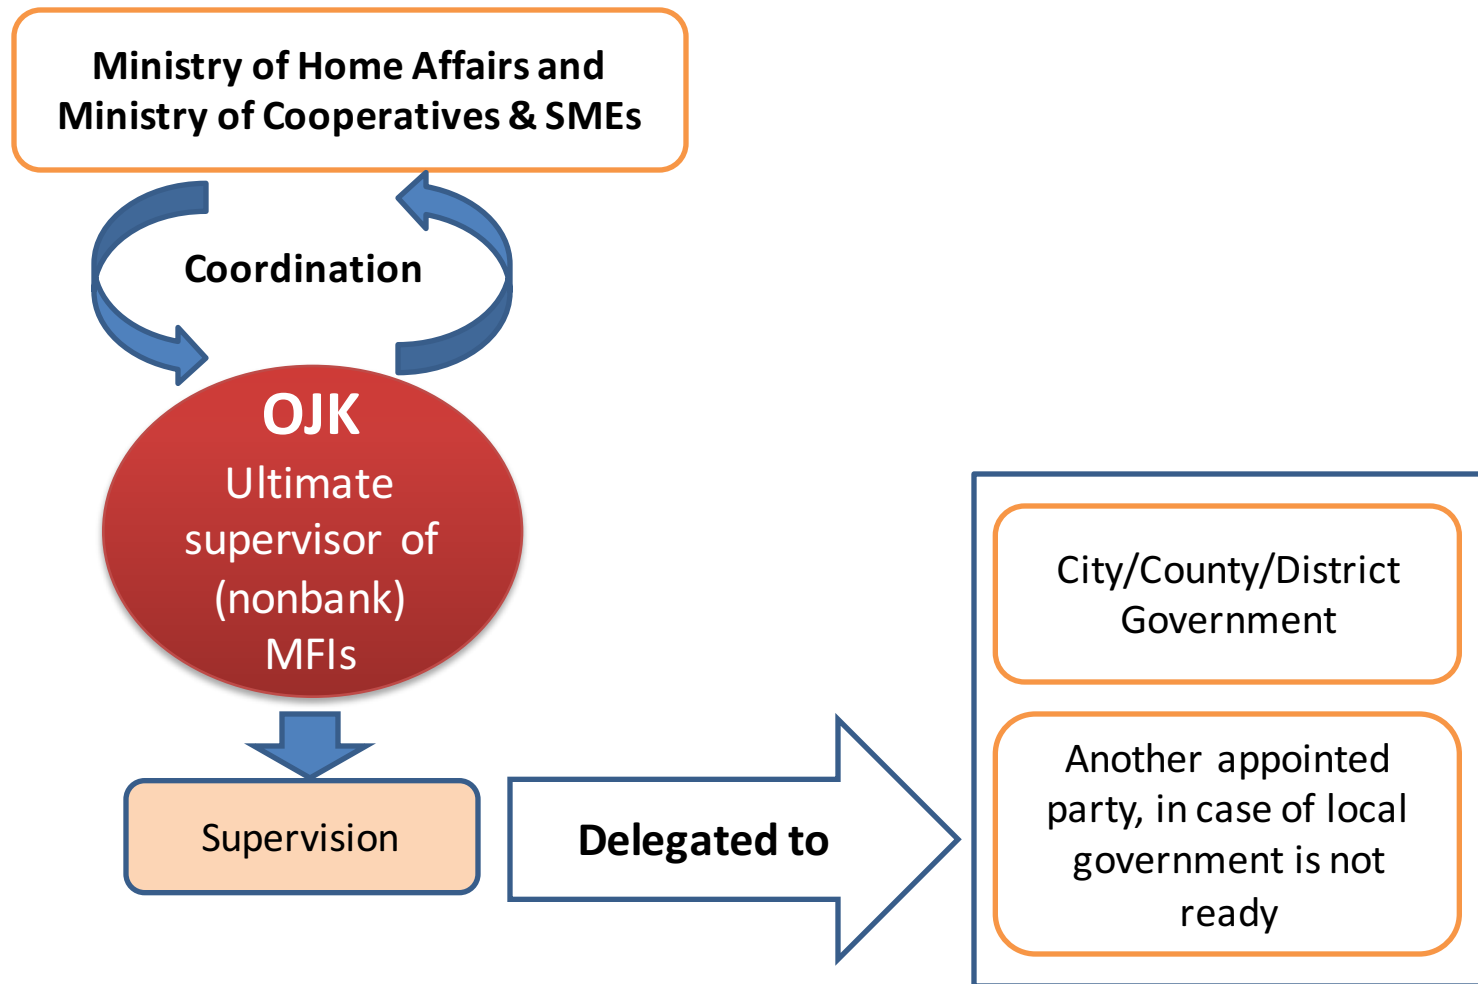 Ministry of Home Affairs and
Ministry of Cooperatives & SMEs
Coordination
OJK
Ultimate
supervisor of
(nonbank)
MFIs
Supervision
Delegated to
City/County/District
Government
Another appointed
party, in case of local
government is not
ready